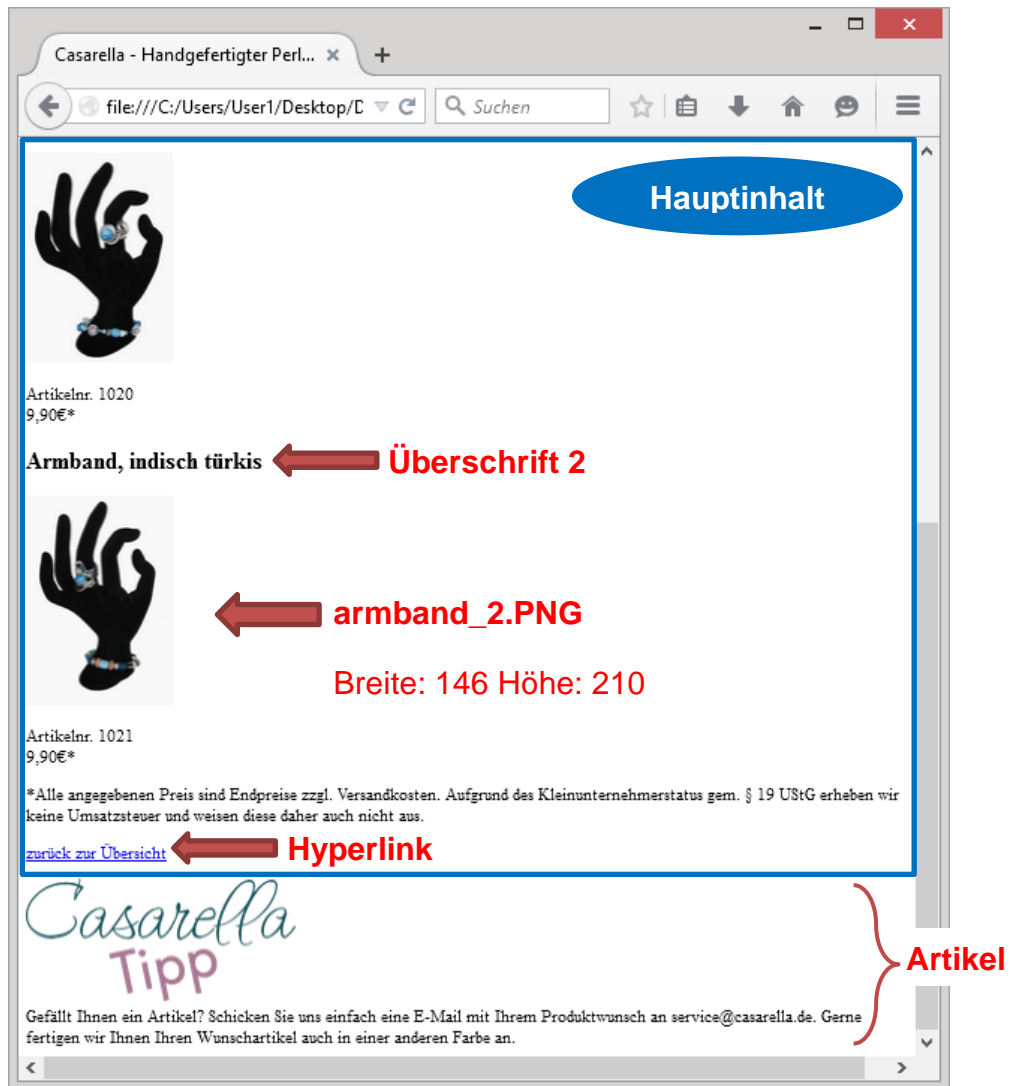 Casarella - Handgefertigter Perl...
file:///C:/Users/User1/Desktop/D
Suchen
Hauptinhalt
Artikelnr. 1020
9,90€*
Armband, indisch türkis
Überschrift 2
armband_2.PNG
Breite: 146 Höhe: 210
Artikelnr. 1021
9,90€*
*Alle angegebenen Preis sind Endpreise zzgl. Versandkosten. Aufgrund des Kleinunternehmerstatus gem. § 19 UStG erheben wir
keine Umsatzsteuer und weisen diese daher auch nicht aus.
zurück zur Übersicht
Hyperlink
Casarella
Tipp
Artikel
Gefällt Ihnen ein Artikel? Schicken Sie uns einfach eine E-Mail mit Ihrem Produktwunsch an service@casarella.de. Gerne
fertigen wir Ihnen Ihren Wunschartikel auch in einer anderen Farbe an.